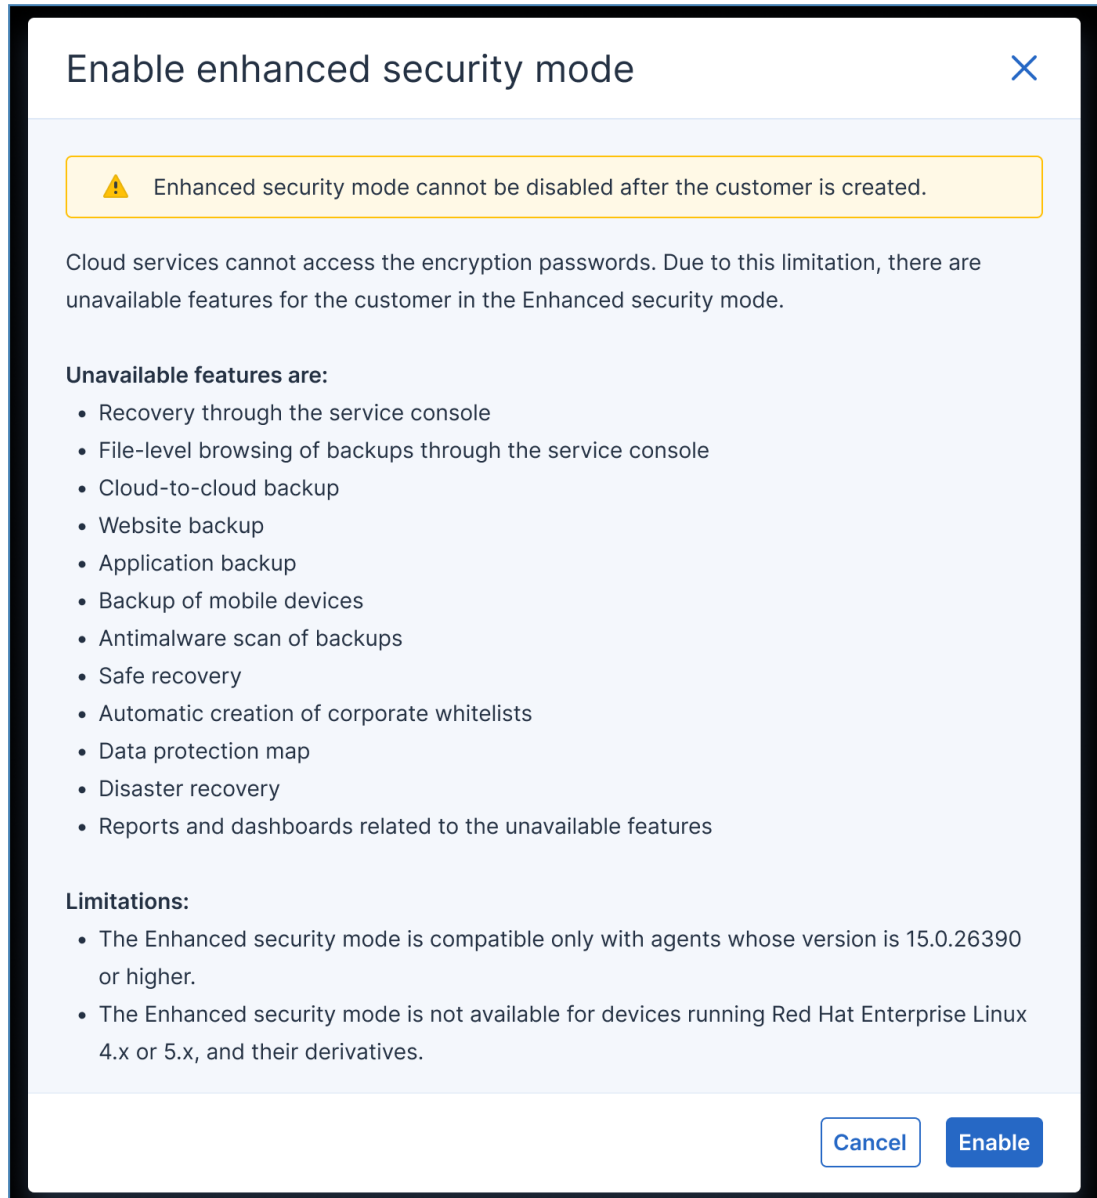 Enable enhanced security mode
Enhanced security mode cannot be disabled after the customer is created.
Cloud services cannot access the encryption passwords. Due to this limitation, there are
unavailable features for the customer in the Enhanced security mode.
Unavailable features are:
• Recovery through the service console
• File-level browsing of backups through the service console
• Cloud-to-cloud backup
• Website backup
• Application backup
• Backup of mobile devices
• Antimalware scan of backups
• Safe recovery
• Automatic creation of corporate whitelists
• Data protection map
• Disaster recovery
• Reports and dashboards related to the unavailable features
Limitations:
• The Enhanced security mode is compatible only with agents whose version is 15.0.26390
or higher.
• The Enhanced security mode is not available for devices running Red Hat Enterprise Linux
4.x or 5.x, and their derivatives.
Cancel Enable